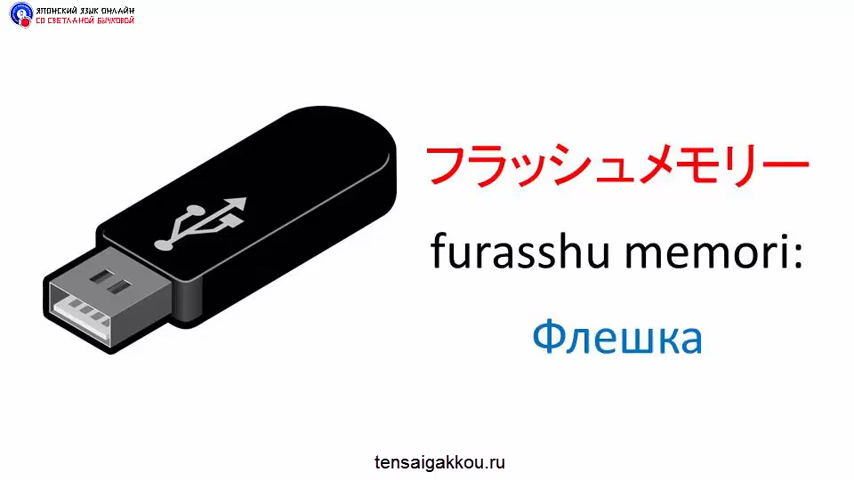 ЯПОНСКИЙ ЯЗЫК ОНЛАЙН
СО СВЕТЛАНОЙ БЫЧКОВОЙ
フラッシュメモリー
furasshu memori:
Флешка
tensaigakkou.ru